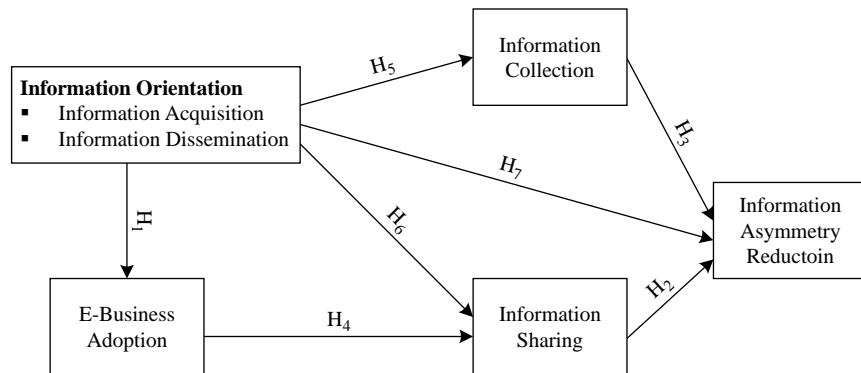 Information Orientation
▪ Information Acquisition
▪ Information Dissemination
H5
Information
Collection
H3
H7
H1
H6
Information
Asymmetry
Reductoin
E-Business
Adoption
H4
Information
Sharing
H2